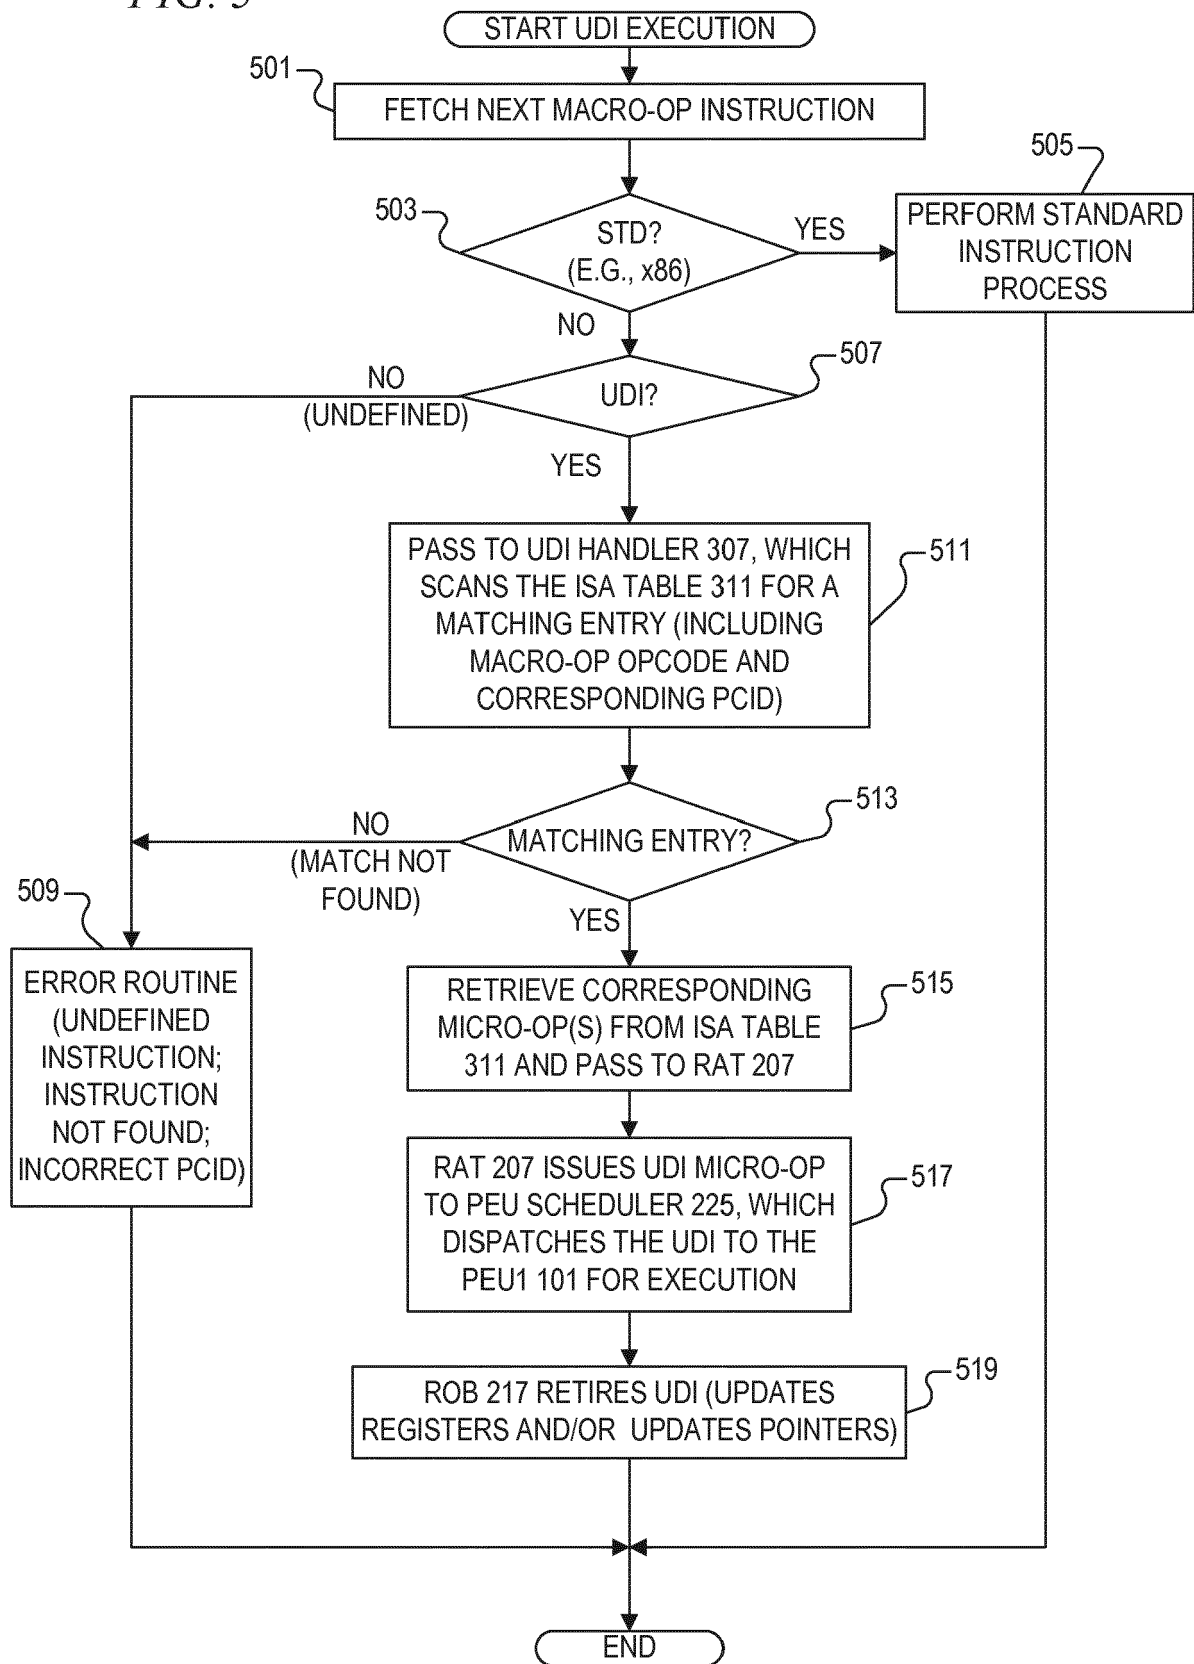 FIG. 5
START UDI EXECUTION
501
FETCH NEXT MACRO-OP INSTRUCTION
505
503
STD?
(E.G., x86)
YES
PERFORM STANDARD
INSTRUCTION
PROCESS
NO
507
NO
(UNDEFINED)
UDI?
YES
PASS TO UDI HANDLER 307, WHICH
SCANS THE ISA TABLE 311 FOR A
MATCHING ENTRY (INCLUDING
MACRO-OP OPCODE AND
CORRESPONDING PCID)
511
513
NO
(MATCH NOT
FOUND)
MATCHING ENTRY?
YES
509
ERROR ROUTINE
(UNDEFINED
INSTRUCTION;
INSTRUCTION
NOT FOUND;
INCORRECT PCID)
RETRIEVE CORRESPONDING
MICRO-OP(S) FROM ISA TABLE
311 AND PASS TO RAT 207
515
RAT 207 ISSUES UDI MICRO-OP
TO PEU SCHEDULER 225, WHICH
DISPATCHES THE UDI TO THE
PEU1 101 FOR EXECUTION
517
519
ROB 217 RETIRES UDI (UPDATES
REGISTERS AND/OR UPDATES POINTERS)
END